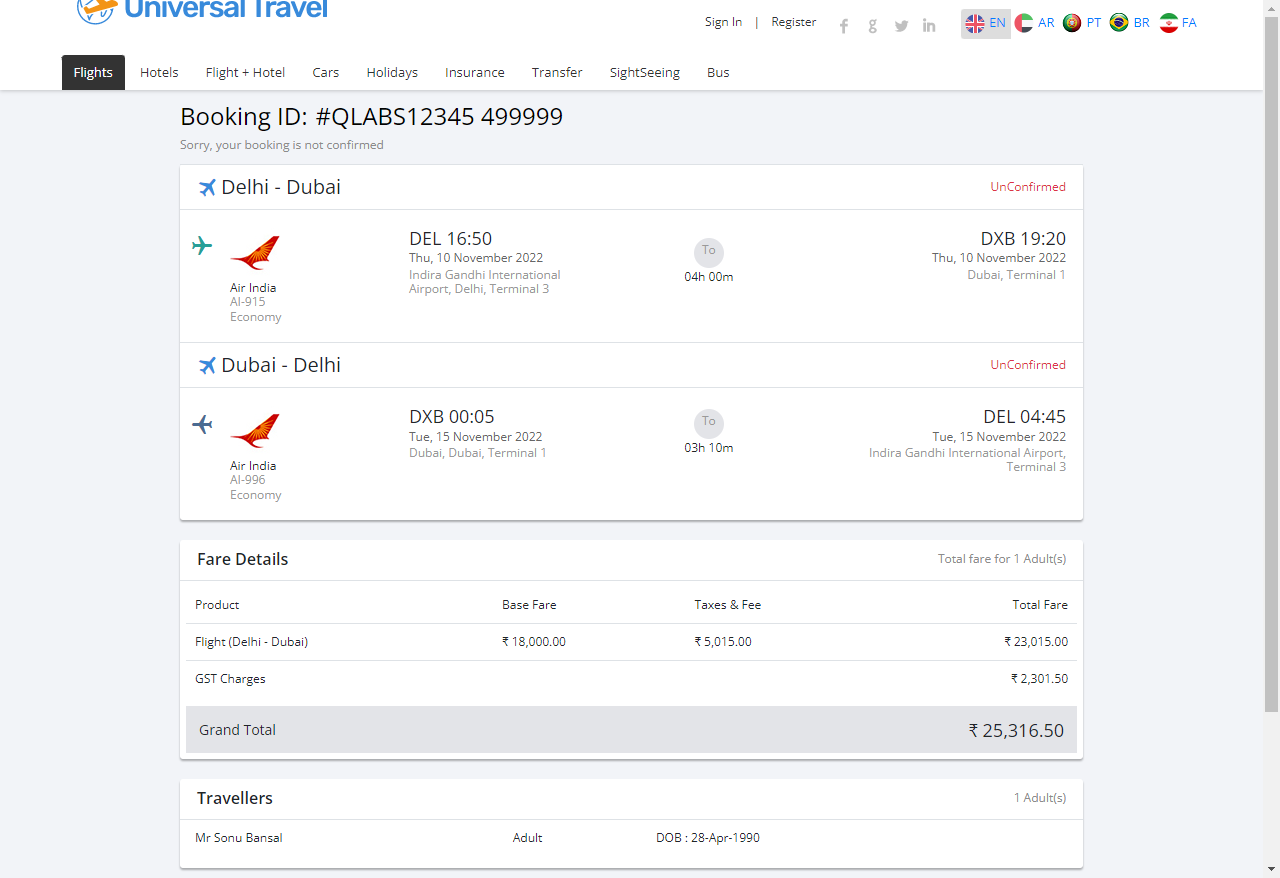 Universal Travel
Sign In | Register
EN AR PT BR FA
Flights Hotels Flight + Hotel Cars Holidays Insurance Transfer SightSeeing Bus
Booking ID: #QLABS12345 499999
Sorry, your booking is not confirmed
Delhi - Dubai UnConfirmed
DEL 16:50 To DXB 19:20
Thu, 10 November 2022 Thu, 10 November 2022
Indira Gandhi International 04h 00m Dubai, Terminal 1
Airport, Delhi, Terminal 3
Air India
AI-915
Economy
Dubai - Delhi UnConfirmed
DXB 00:05 To DEL 04:45
Tue, 15 November 2022 Tue, 15 November 2022
Dubai, Dubai, Terminal 1 03h 10m Indira Gandhi International Airport,
Terminal 3
Air India
AI-996
Economy
Fare Details Total fare for 1 Adult(s)
Product Base Fare Taxes & Fee Total Fare
Flight (Delhi - Dubai) ₹ 18,000.00 ₹ 5,015.00 ₹ 23,015.00
GST Charges ₹ 2,301.50
Grand Total ₹ 25,316.50
Travellers 1 Adult(s)
Mr Sonu Bansal Adult DOB : 28-Apr-1990